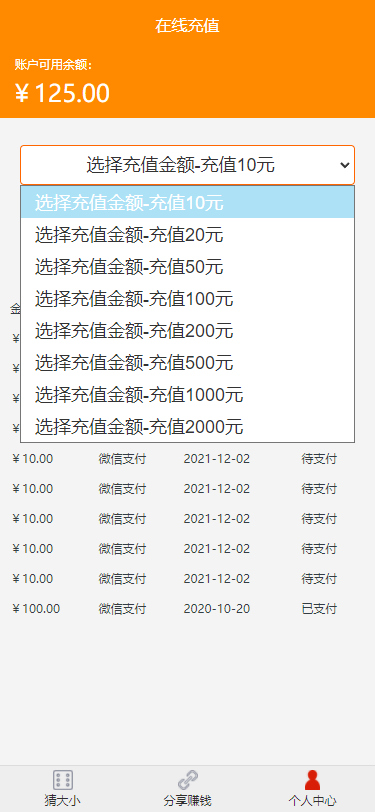 在线充值
账户可用余额：
￥125.00
选择充值金额-充值10元
选择充值金额-充值10元
选择充值金额-充值20元
选择充值金额-充值50元
选择充值金额-充值100元
选择充值金额-充值200元
选择充值金额-充值500元
选择充值金额-充值1000元
选择充值金额-充值2000元
￥
￥
￥
￥
￥10.00 微信支付 2021-12-02 待支付
￥10.00 微信支付 2021-12-02 待支付
￥10.00 微信支付 2021-12-02 待支付
￥10.00 微信支付 2021-12-02 待支付
￥10.00 微信支付 2021-12-02 待支付
￥100.00 微信支付 2020-10-20 已支付
猜大小 分享赚钱 个人中心